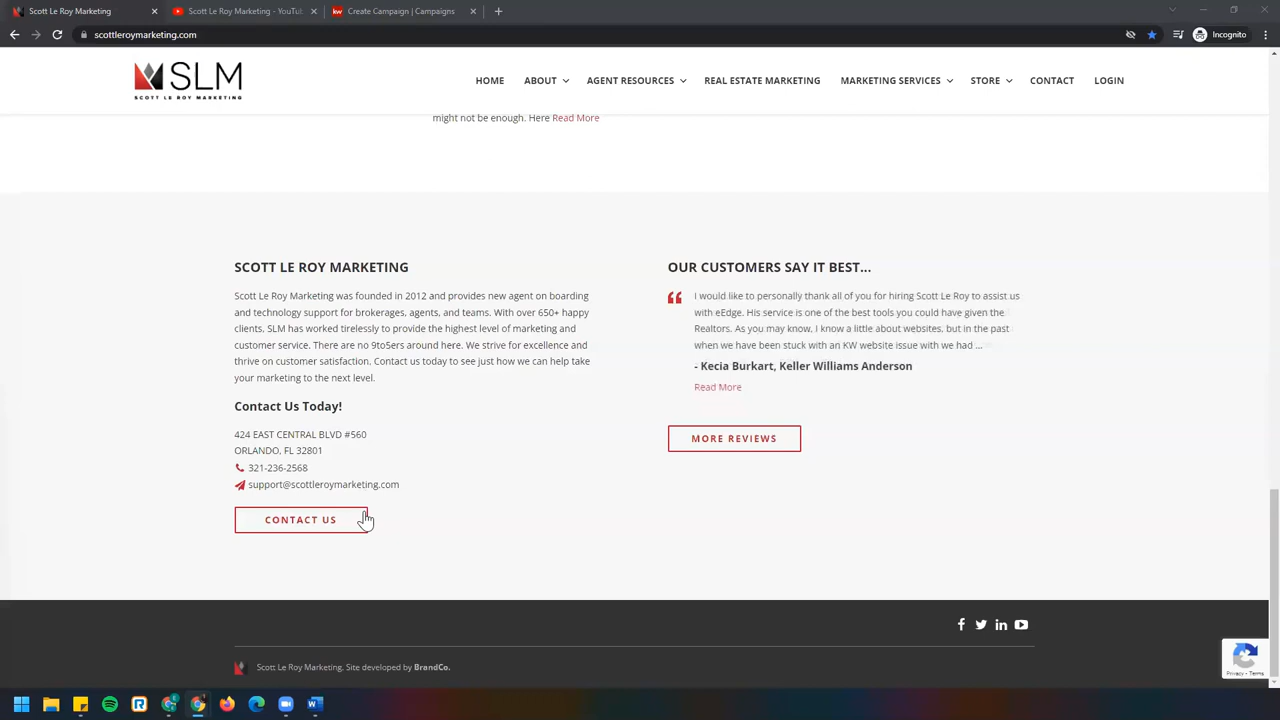 Scott Le Roy Marketing
Scott Le Roy Marketing - YouTu
kw
Create Campaign | Campaigns
scottleroymarketing.com
Incognito
SLM
SCOTT LE ROY MARKETING
HOME
ABOUT
AGENT RESOURCES
REAL ESTATE MARKETING
MARKETING SERVICES
STORE
CONTACT
LOGIN
might not be enough. Here Read More
SCOTT LE ROY MARKETING
Scott Le Roy Marketing was founded in 2012 and provides new agent on boarding
and technology support for brokerages, agents, and teams. With over 650+ happy
clients, SLM has worked tirelessly to provide the highest level of marketing and
customer service. There are no 9to5ers around here. We strive for excellence and
thrive on customer satisfaction. Contact us today to see just how we can help take
your marketing to the next level.
Contact Us Today!
424 EAST CENTRAL BLVD #560
ORLANDO, FL 32801
321-236-2568
support@scottleroymarketing.com
CONTACT US
OUR CUSTOMERS SAY IT BEST...
I would like to personally thank all of you for hiring Scott Le Roy to assist us
with eEdge. His service is one of the best tools you could have given the
Realtors. As you may know, I know a little about websites, but in the past
when we have been stuck with an KW website issue with we had ...
- Kecia Burkart, Keller Williams Anderson
Read More
MORE REVIEWS
Scott Le Roy Marketing. Site developed by BrandCo.
Privacy - Terms